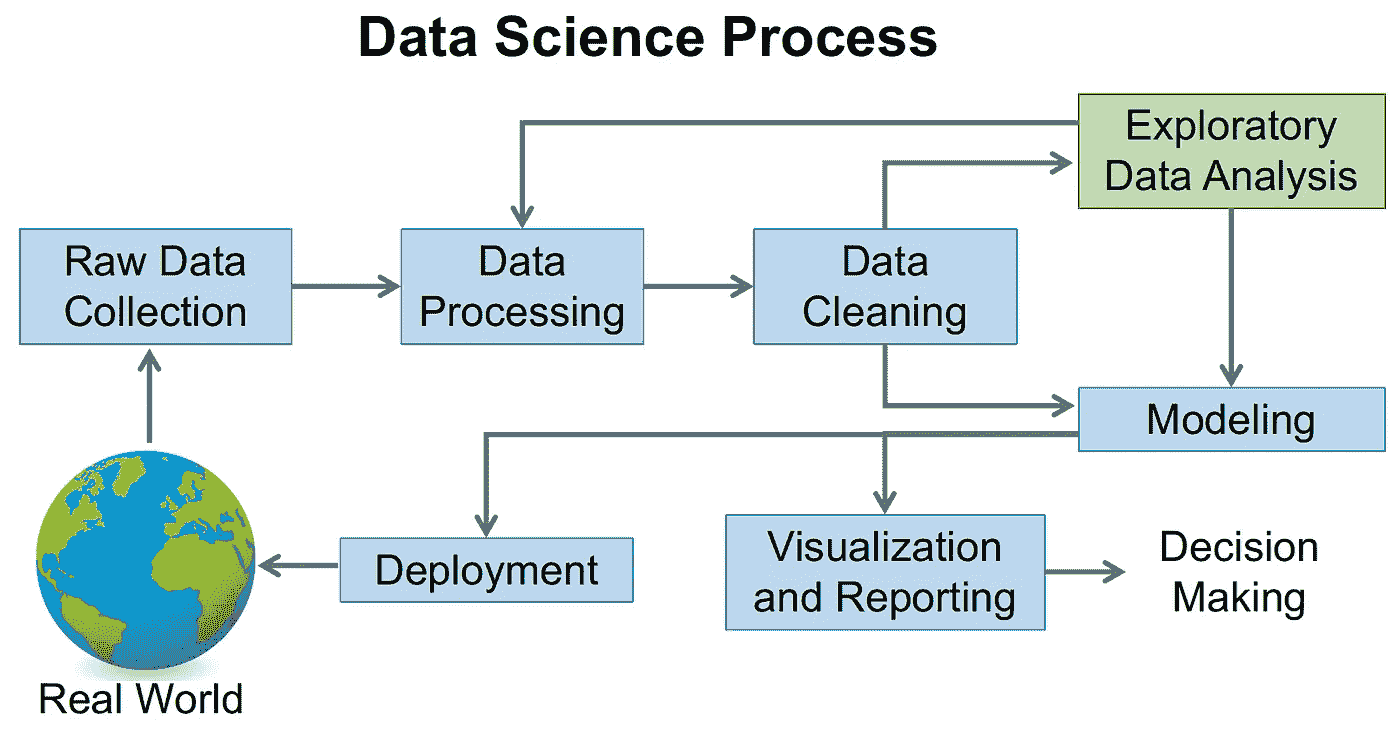 Data Science Process
Exploratory
Data Analysis
Raw Data
Collection
Data
Processing
Data
Cleaning
Modeling
Deployment
Visualization
and Reporting
Decision
Making
Real World